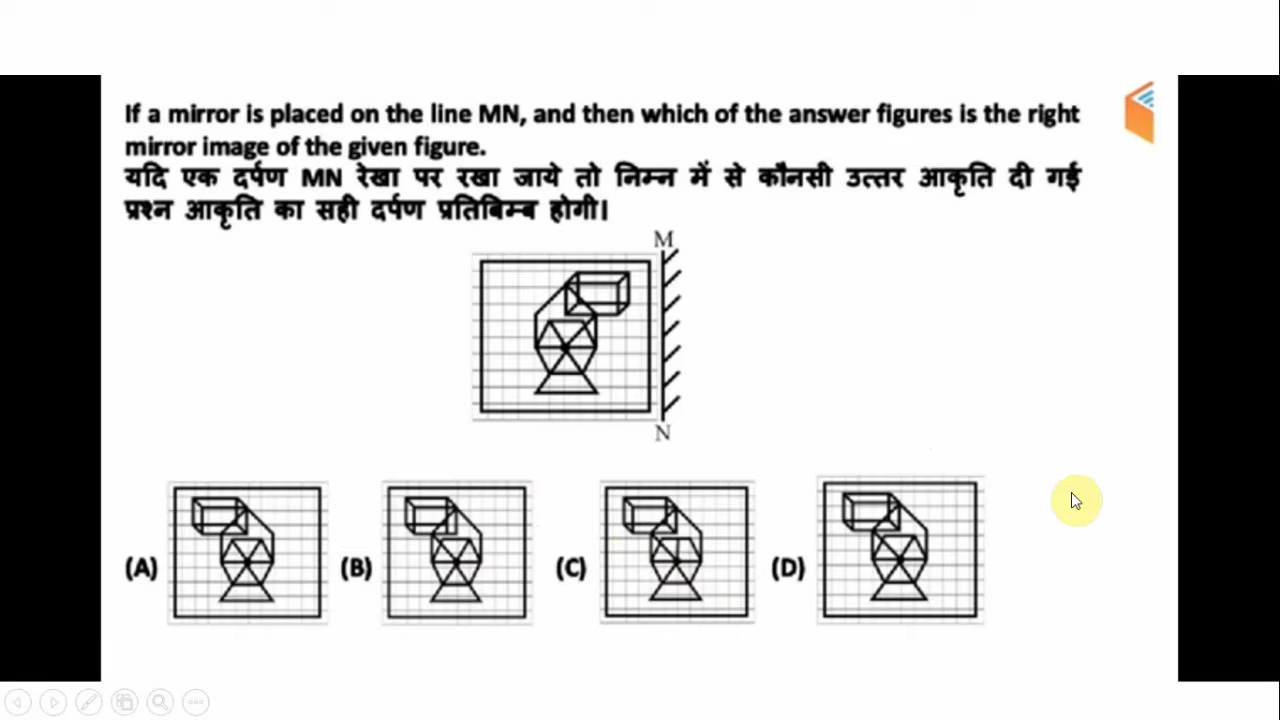 If a mirror is placed on the line MN, and then which of the answer figures is the right
mirror image of the given figure.
यदि एक दर्पण MN रेखा पर रखा जाये तो निम्न में से कौनसी उत्तर आकृति दी गई
प्रश्न आकृति का सही दर्पण प्रतिबिम्ब होगी।
M
N
(A) (B) (C) (D)